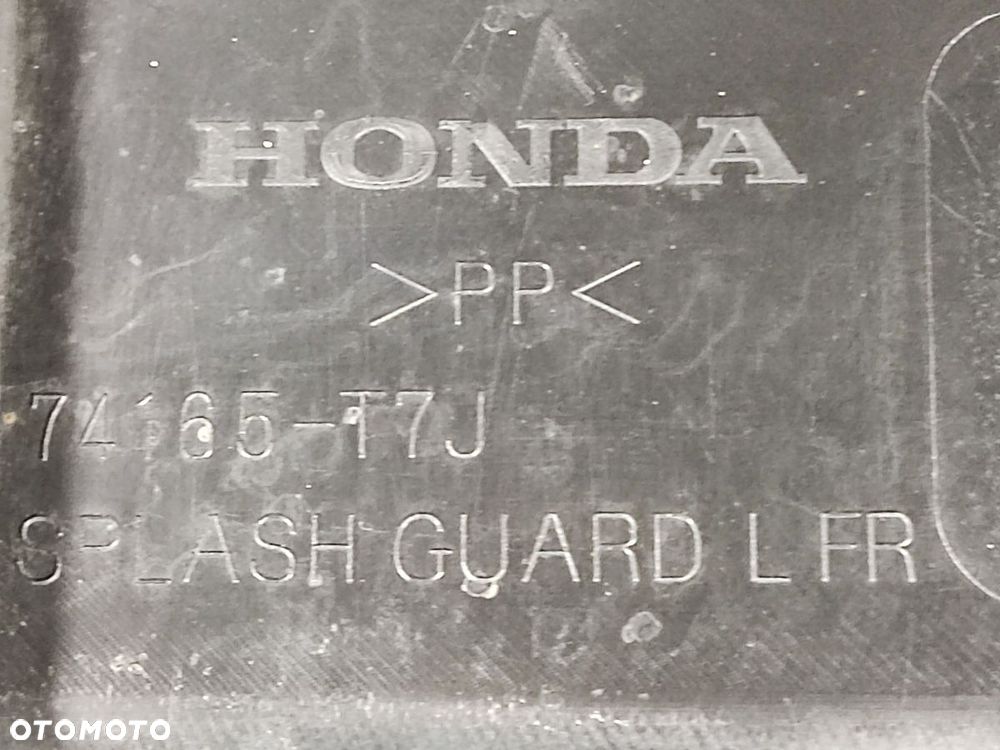 HONDA
>PP<
74165-T7J
SPLASH GUARD L FR
OTOMOTO